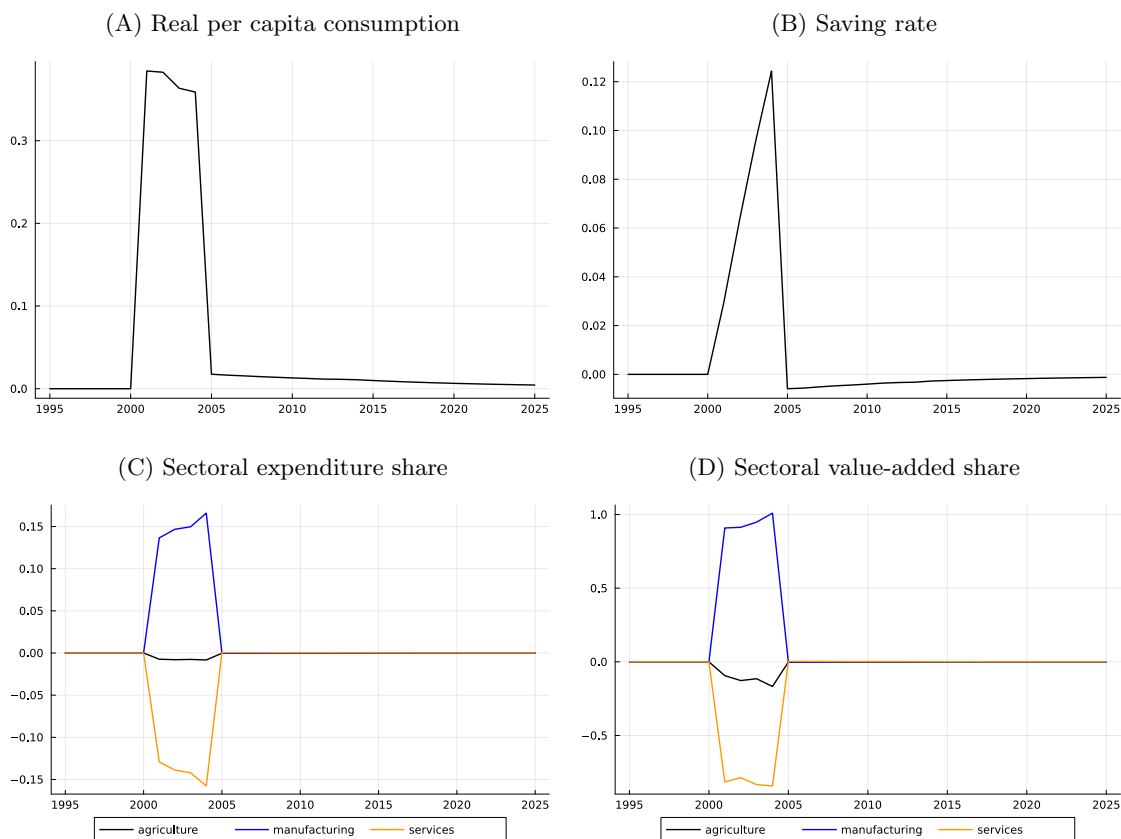 (A) Real per capita consumption
0.3
0.2
0.1
0.0
1995 2000 2005 2010 2015 2020 2025
(B) Saving rate
0.12
0.10
0.08
0.06
0.04
0.02
0.00
1995 2000 2005 2010 2015 2020 2025
(C) Sectoral expenditure share
0.15
0.10
0.05
0.00
−0.05
−0.10
−0.15
1995 2000 2005 2010 2015 2020 2025
agriculture manufacturing services
(D) Sectoral value-added share
1.0
0.5
0.0
−0.5
1995 2000 2005 2010 2015 2020 2025
agriculture manufacturing services